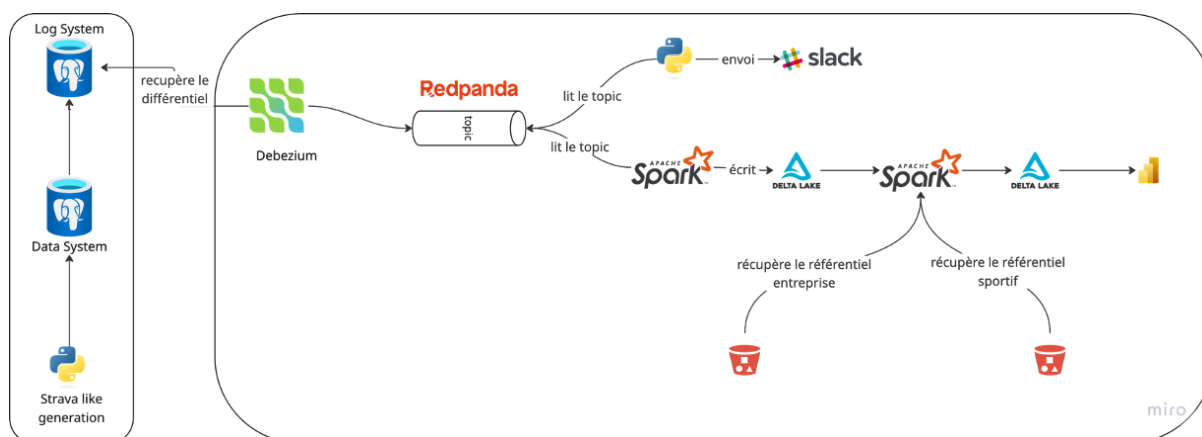 Log System
recupère le
différentiel
Debezium
Redpanda
topic
lit le topic
lit le topic
envoi
slack
APACHE
Spark
écrit
DELTA LAKE
APACHE
Spark
DELTA LAKE
Data System
récupère le référentiel
entreprise
récupère le référentiel
sportif
Strava like
generation
miro